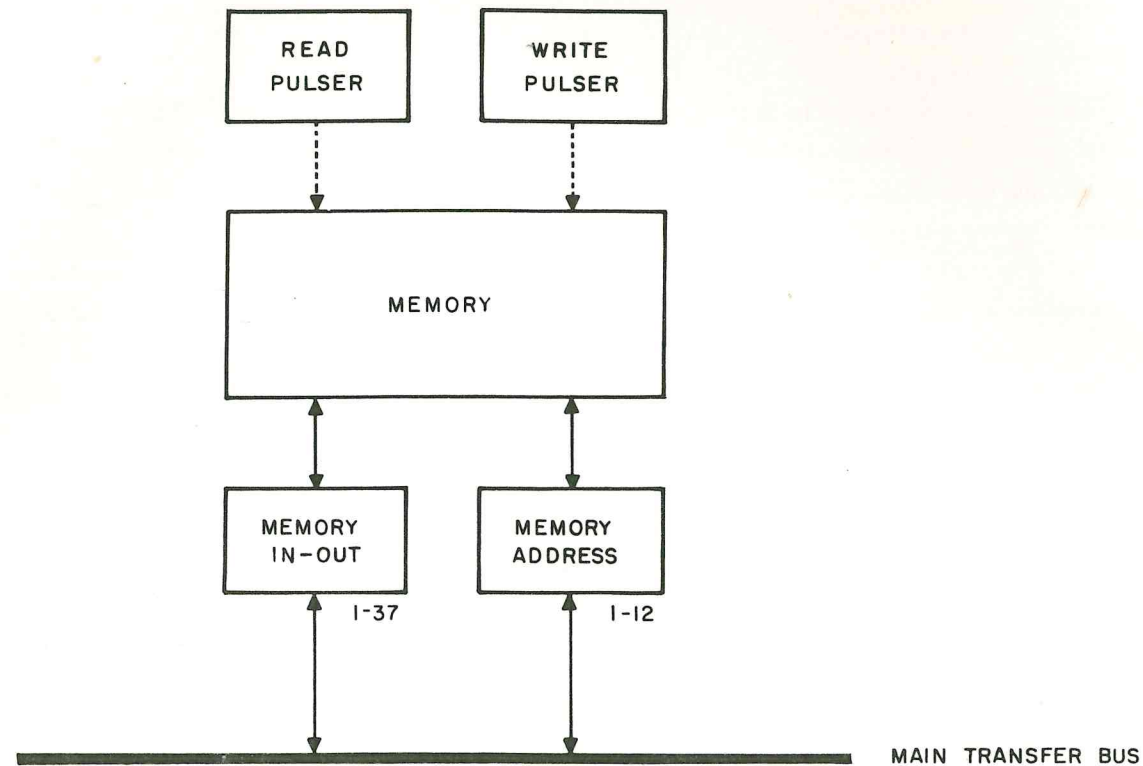 READ
PULSER
WRITE
PULSER
MEMORY
MEMORY
IN-OUT
MEMORY
ADDRESS
1-37
1-12
MAIN TRANSFER BUS